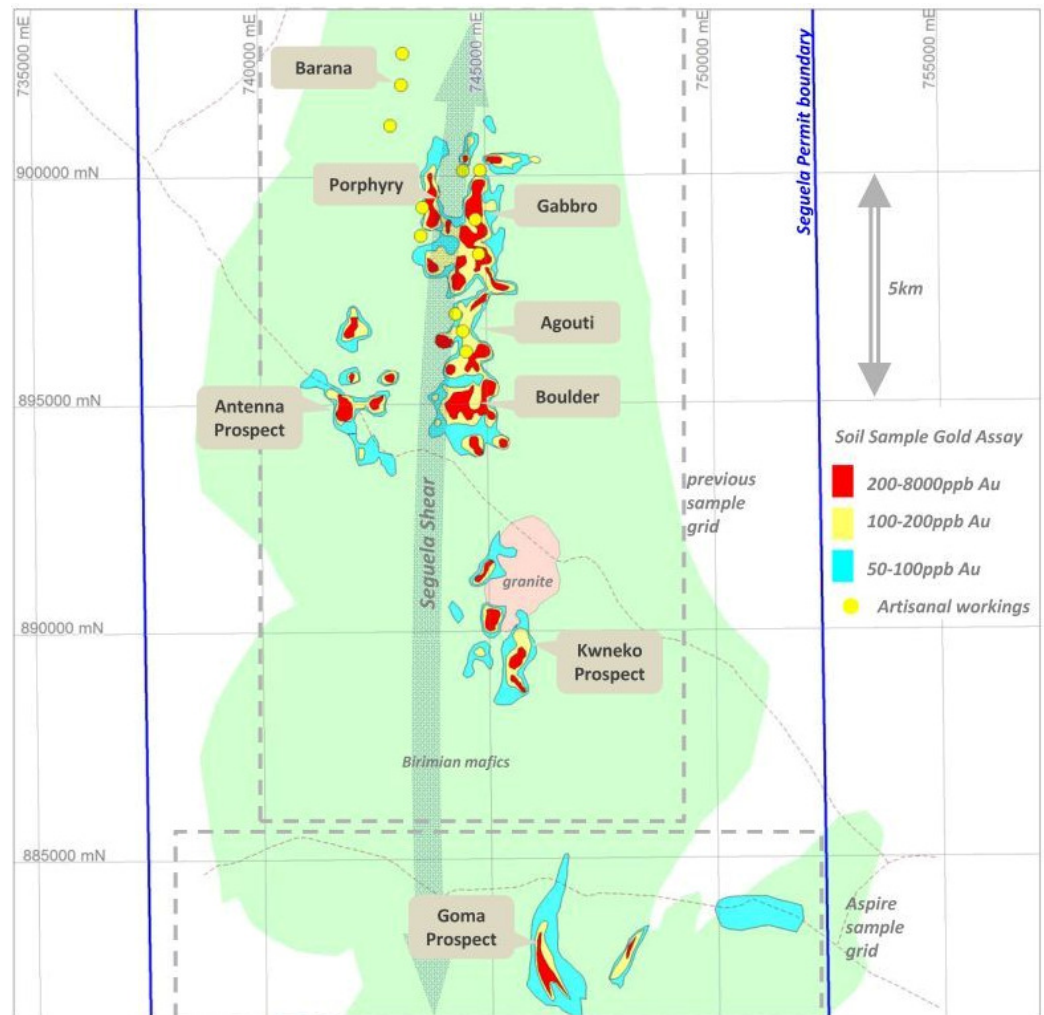 735000 mE
740000 mE
745000 mE
750000 mE
755000 mE
Barana
Seguela Permit boundary
900000 mN
Porphyry
Gabbro
5km
Agouti
Antenna
Prospect
895000 mN
Boulder
Soil Sample Gold Assay
200-8000ppb Au
100-200ppb Au
50-100ppb Au
Artisanal workings
previous
sample
grid
Seguela Shear
granite
890000 mN
Kwneko
Prospect
Birimian mafics
885000 mN
Goma
Prospect
Aspire
sample
grid